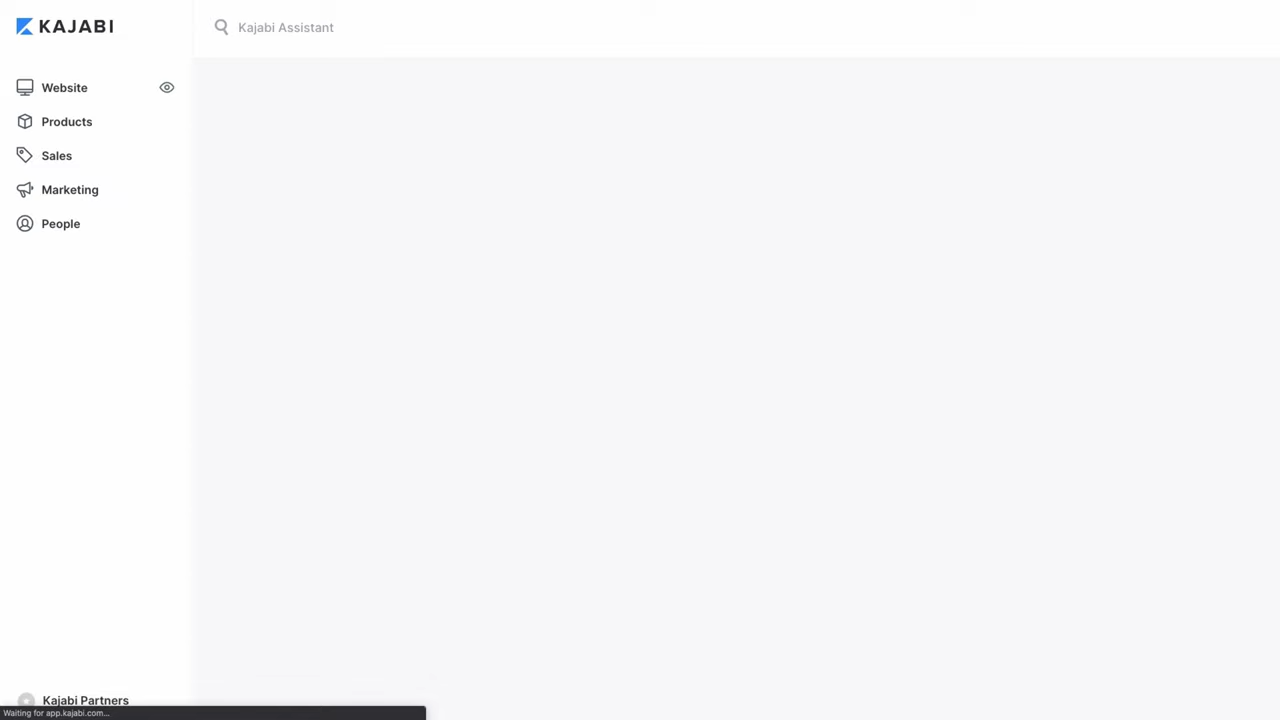 KAJABI
Kajabi Assistant
Website
Products
Sales
Marketing
People
Kajabi Partners
Waiting for app.kajabi.com...